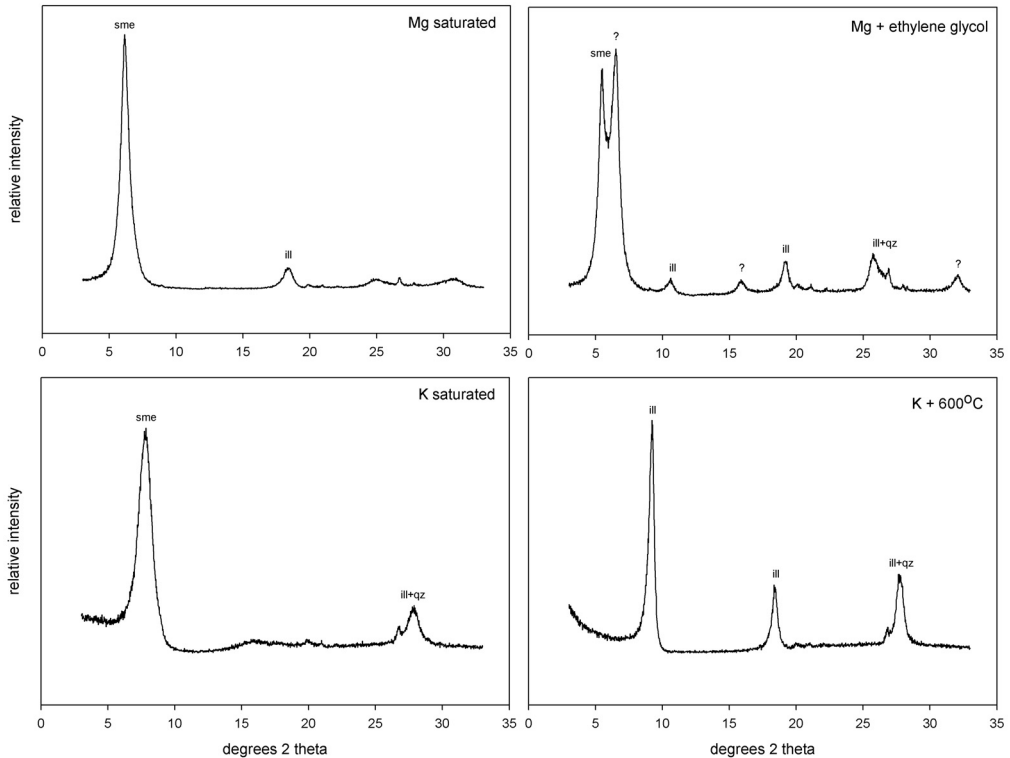 Mg saturated
sme
ill
relative intensity
0 5 10 15 20 25 30 35
Mg + ethylene glycol
?
sme
ill
?
ill
ill+qz
?
0 5 10 15 20 25 30 35
K saturated
sme
ill+qz
relative intensity
0 5 10 15 20 25 30 35
degrees 2 theta
K + 600ºC
ill
ill
ill+qz
0 5 10 15 20 25 30 35
degrees 2 theta